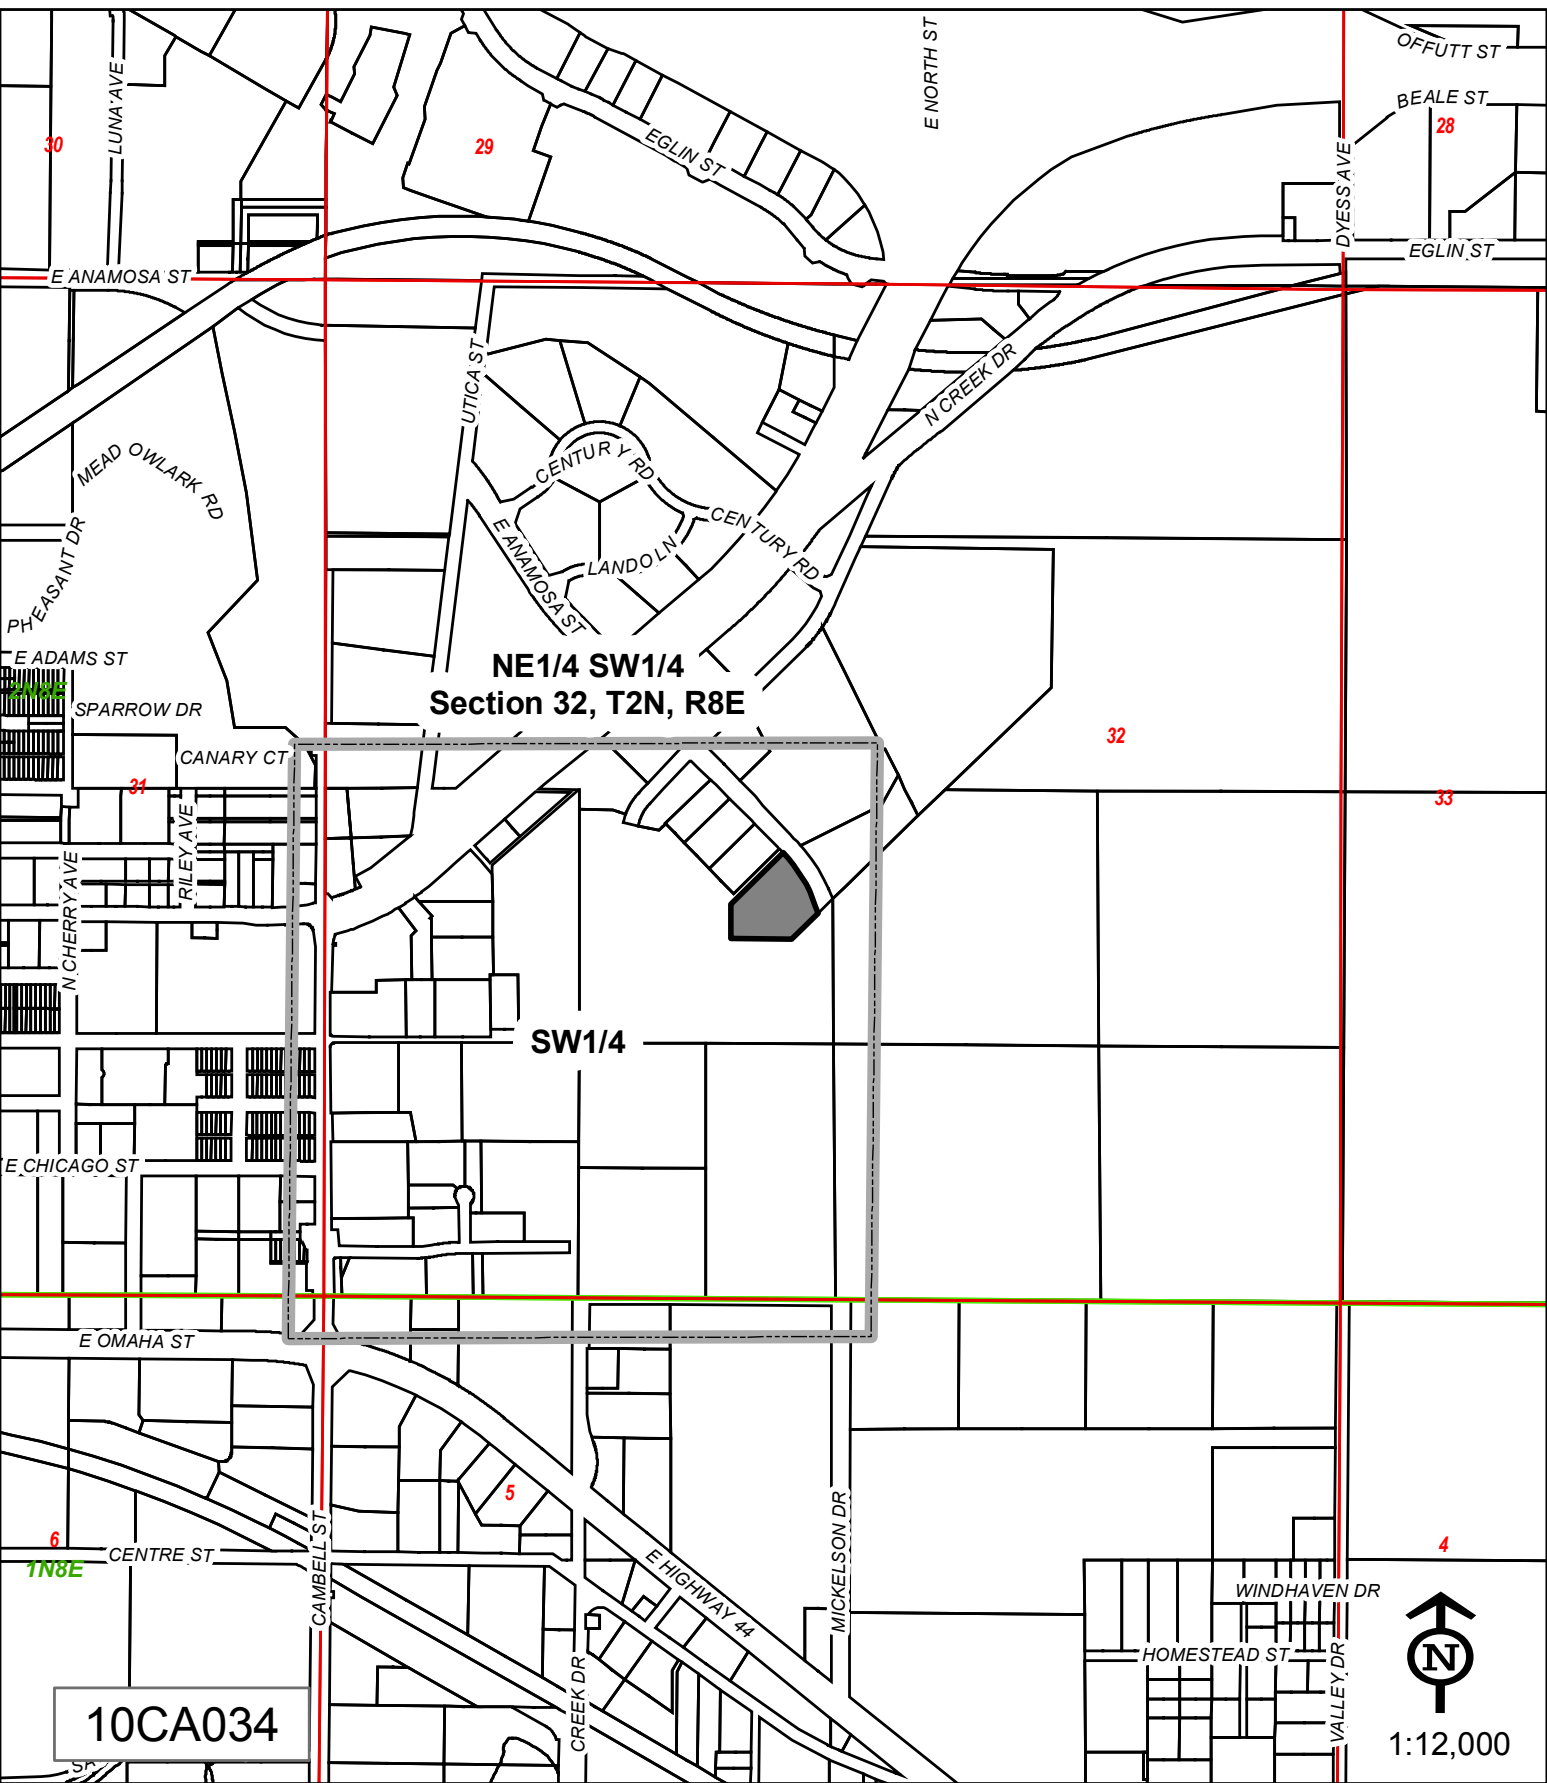 E NORTH ST
OFFUTT ST
BEALE ST
28
LUNA AVE
30
29
EGLIN ST
DYESS AVE
EGLIN ST
E ANAMOSA ST
UTICA ST
N CREEK DR
MEADOWLARK RD
CENTURY RD
CENTURY RD
E ANAMOSA ST
LANDO LN
PHEASANT DR
E ADAMS ST
2N8E
NE1/4 SW1/4
Section 32, T2N, R8E
SPARROW DR
32
CANARY CT
31
33
RILEY AVE
N CHERRY AVE
SW1/4
E CHICAGO ST
E OMAHA ST
5
6
CENTRE ST
1N8E
CAMBELL ST
E HIGHWAY 44
MICKELSON DR
4
WINDHAVEN DR
HOMESTEAD ST
VALLEY DR
CREEK DR
N
10CA034
1:12,000